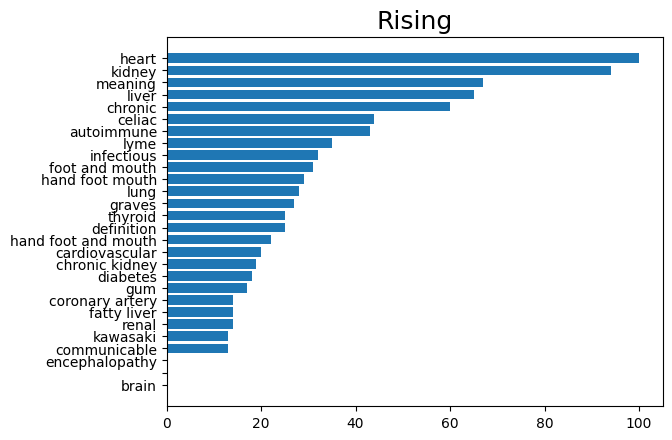 Rising
heart
kidney
meaning
liver
chronic
celiac
autoimmune
lyme
infectious
foot and mouth
hand foot mouth
lung
graves
thyroid
definition
hand foot and mouth
cardiovascular
chronic kidney
diabetes
gum
coronary artery
fatty liver
renal
kawasaki
communicable
encephalopathy
brain
0 20 40 60 80 100